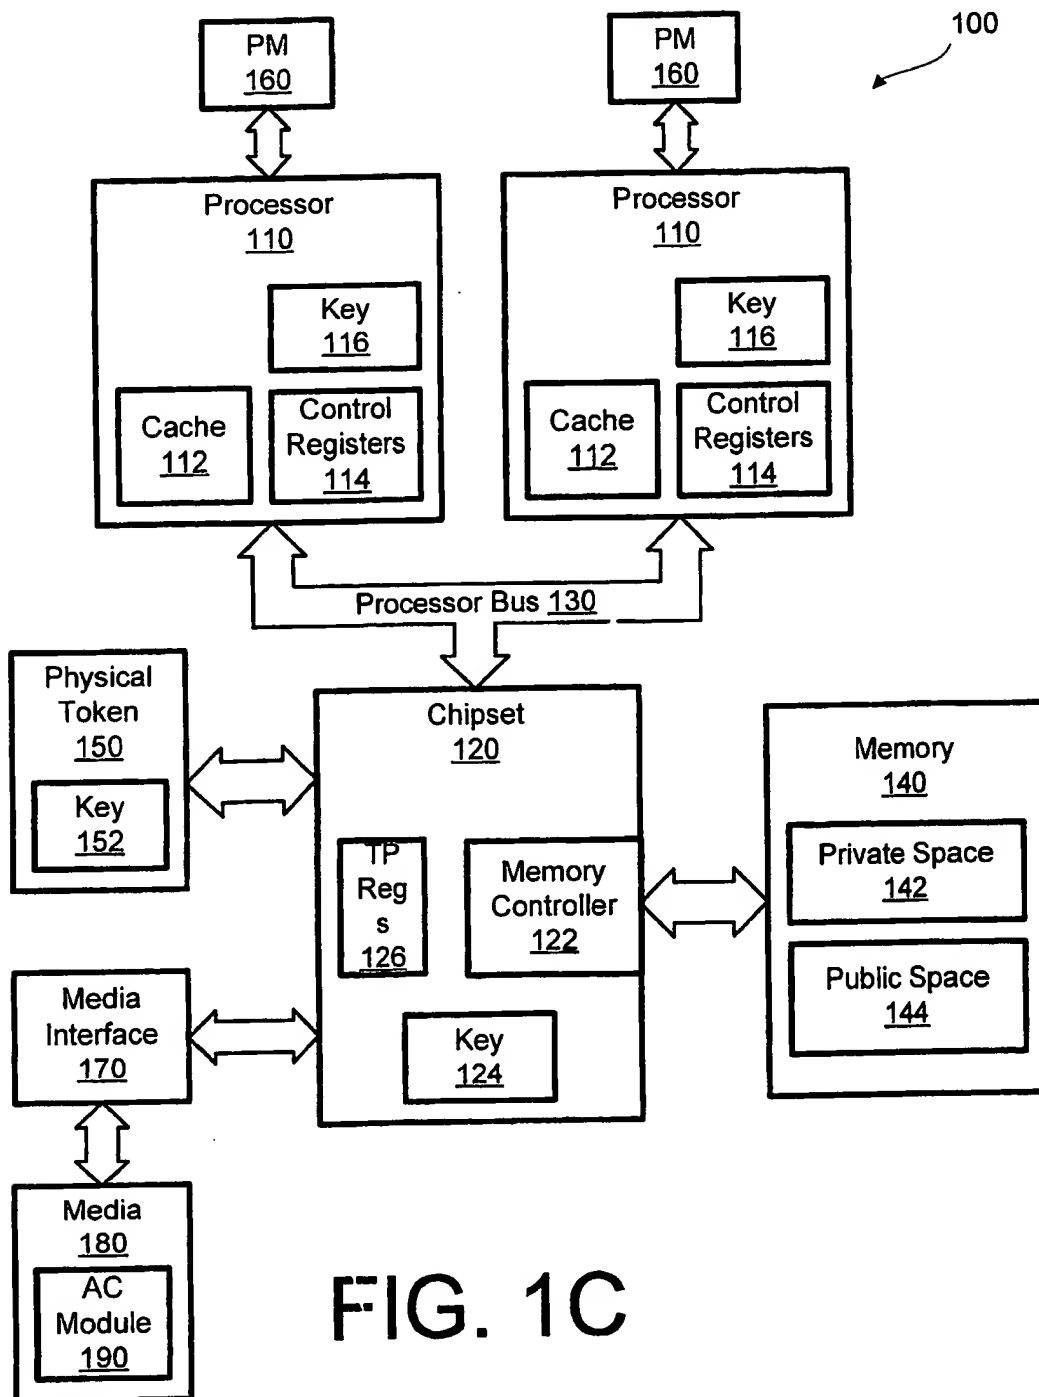 PM
160
PM
160
100
Processor
110
Key
116
Cache
112
Control
Registers
114
Processor
110
Key
116
Cache
112
Control
Registers
114
Processor Bus 130
Physical
Token
150
Key
152
Chipset
120
TP
Reg
s
126
Memory
Controller
122
Key
124
Memory
140
Private Space
142
Public Space
144
Media
Interface
170
Media
180
AC
Module
190
FIG. 1C